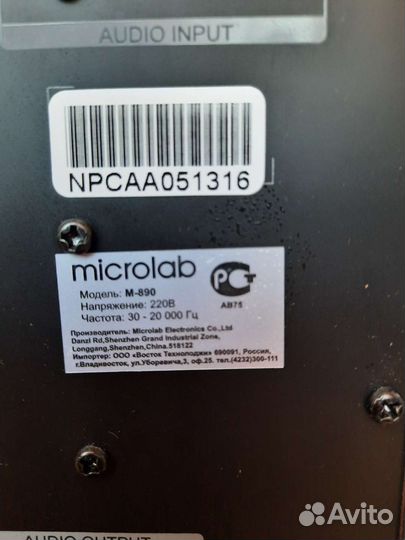 AUDIO INPUT
NPCAA051316
microlab
Модель: M-890
Напряжение: 220В
Частота: 30 - 20 000 Гц
РСТ
АВ75
Производитель: Microlab Electronics Co.,Ltd
Danzi Rd,Shenzhen Grand Industrial Zone,
Longgang,Shenzhen,China.518122
Импортер: ООО «Восток Технолоджи» 690091, Россия,
г.Владивосток, ул.Уборевича,3, оф.25. тел.(4232)300-111
AUDIO OUTPUT
Avito